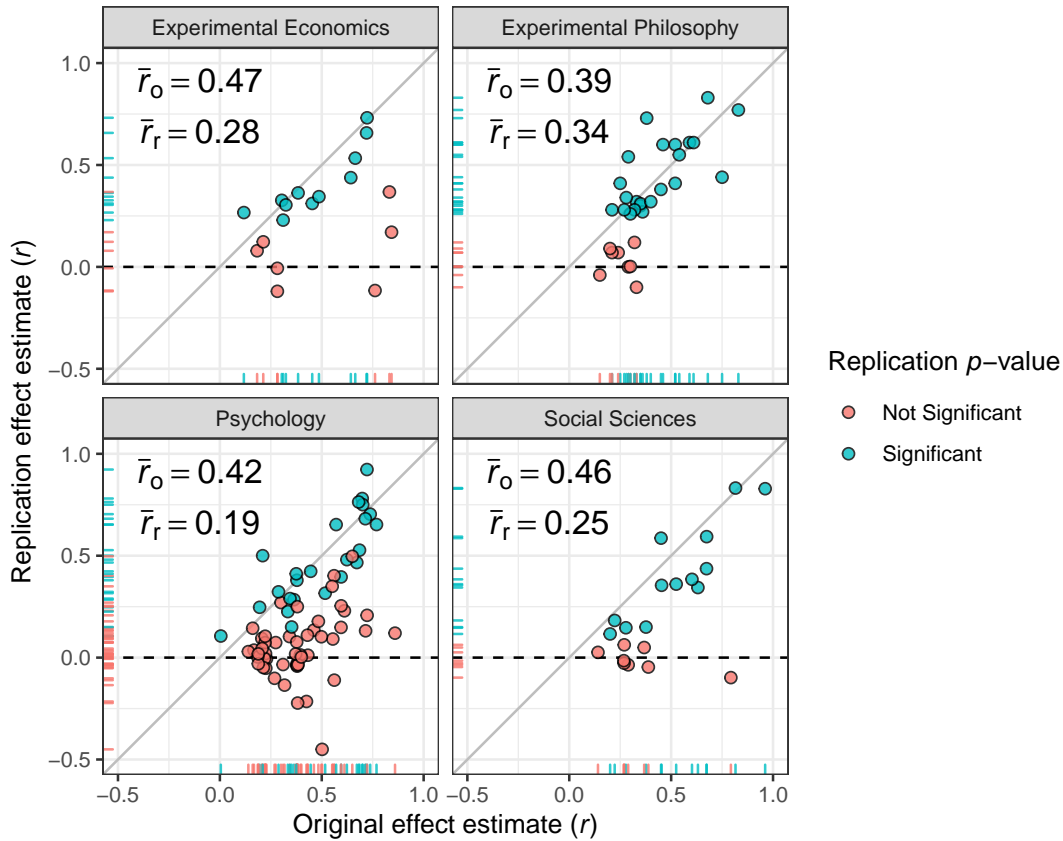 Experimental Economics
Experimental Philosophy
r̄o = 0.47
r̄r = 0.28
r̄o = 0.39
r̄r = 0.34
1.0
0.5
0.0
−0.5
Psychology
Social Sciences
r̄o = 0.42
r̄r = 0.19
r̄o = 0.46
r̄r = 0.25
1.0
0.5
0.0
−0.5
−0.5 0.0 0.5 1.0
−0.5 0.0 0.5 1.0
Original effect estimate (r)
Replication effect estimate (r)
Replication p−value
Not Significant
Significant